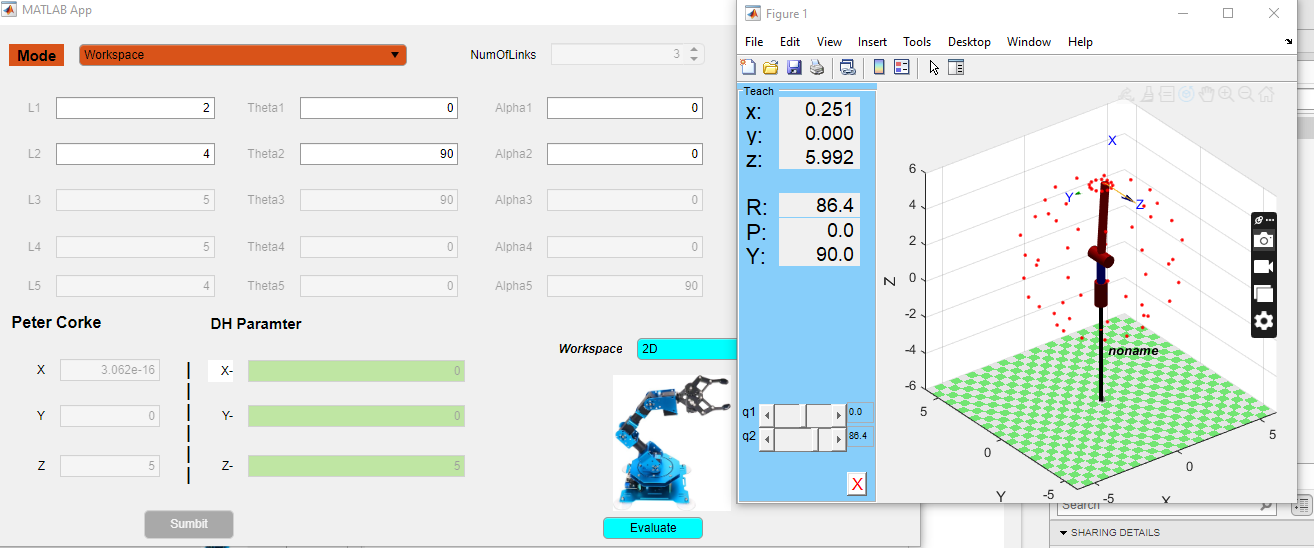 MATLAB App
Mode
Workspace
NumOfLinks
3
L1
2
Theta1
0
Alpha1
0
L2
4
Theta2
90
Alpha2
0
L3
5
Theta3
90
Alpha3
0
L4
5
Theta4
0
Alpha4
0
L5
4
Theta5
0
Alpha5
90
Peter Corke
DH Paramter
X
3.062e-16
X-
0
Y
0
Y-
0
Z
5
Z-
5
Sumbit
Workspace
2D
Evaluate
Figure 1
File Edit View Insert Tools Desktop Window Help
Teach
x: 0.251
y: 0.000
z: 5.992
R: 86.4
P: 0.0
Y: 90.0
q1
0.0
q2
86.4
X
X
Y
Z
noname
Z
6
4
2
0
-2
-4
-6
5
0
-5
Y
-5
0
5
X
Search
SHARING DETAILS